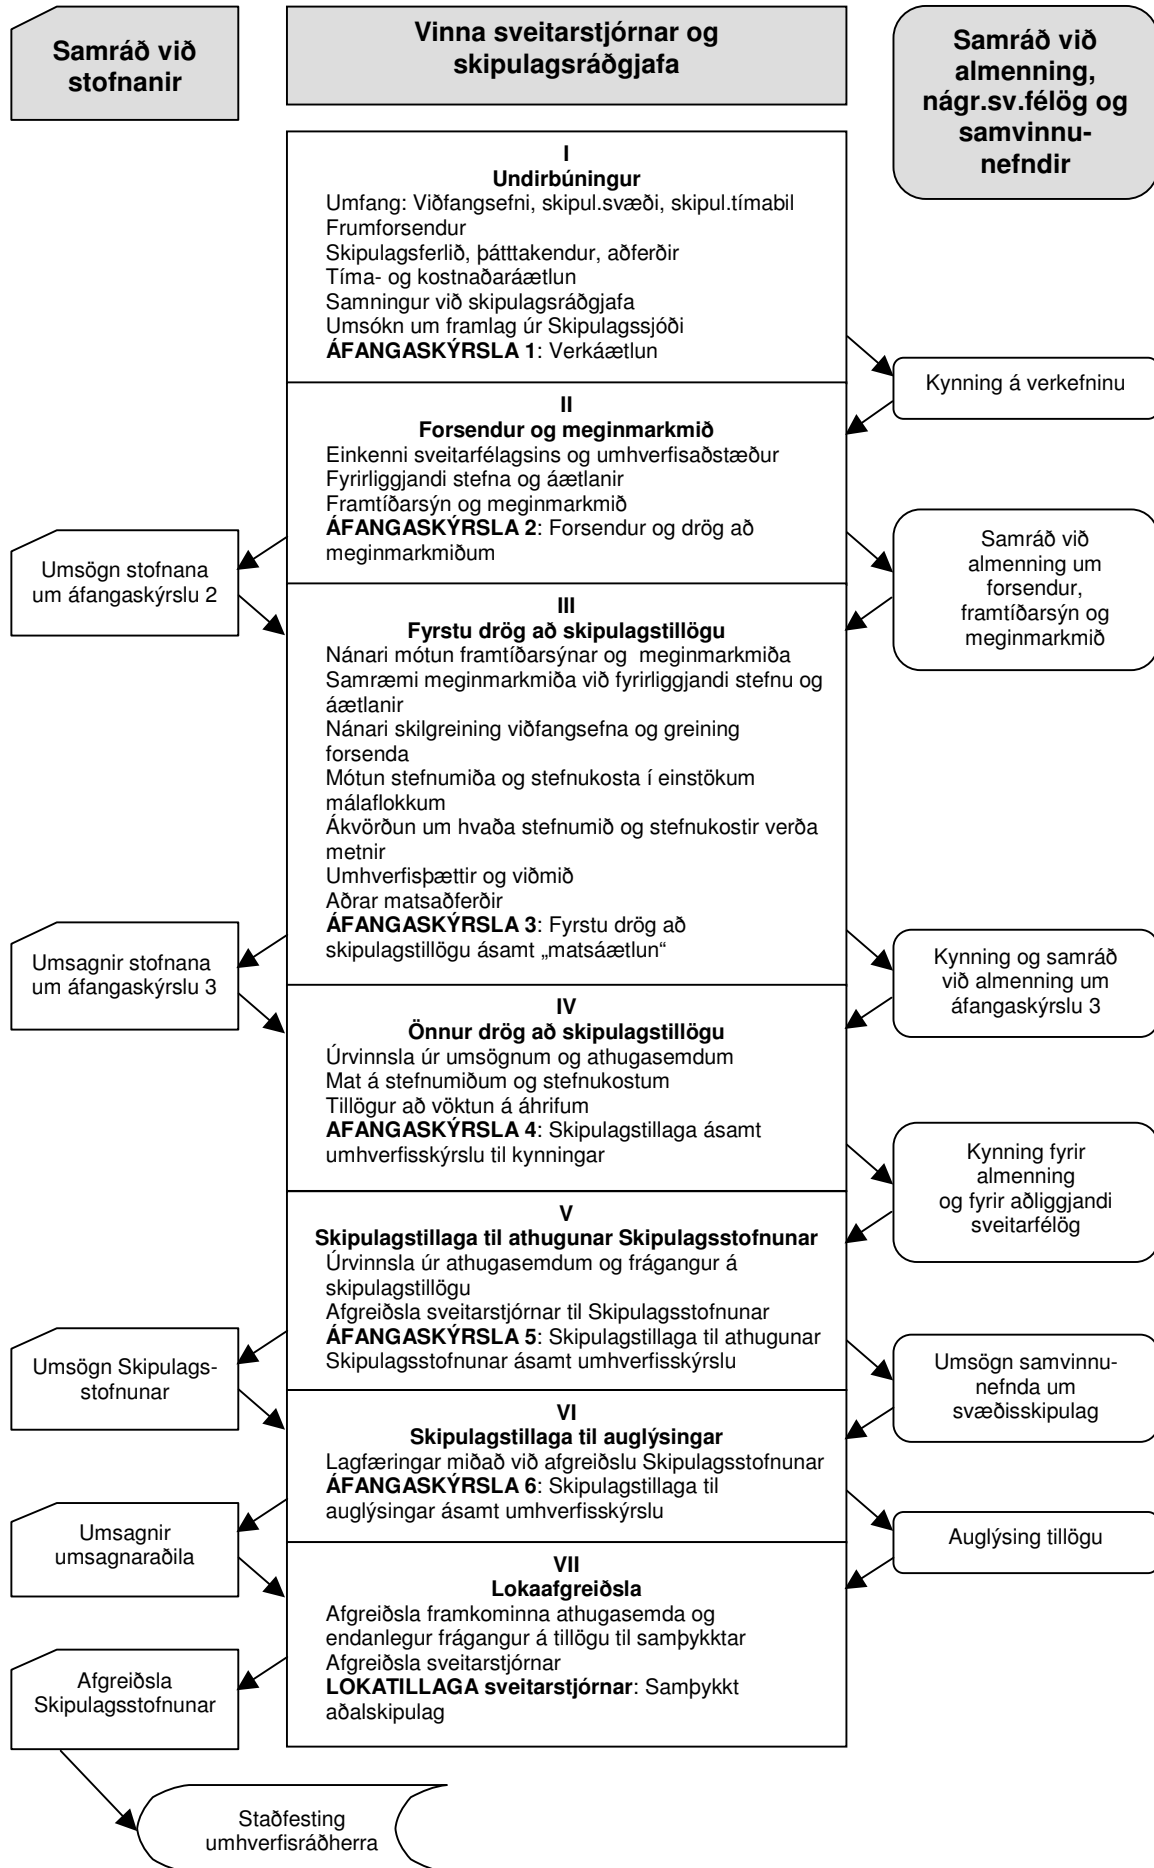 Samráð við
stofnanir
Vinna sveitarstjórnar og
skipulagsráðgjafa
Samráð við
almenning,
nágr.sv.félög og
samvinnu-
nefndir
I
Undirbúningur
Umfang: Viðfangsefni, skipul.svæði, skipul.tímabil
Frumforsendur
Skipulagsferlið, þátttakendur, aðferðir
Tíma- og kostnaðaráætlun
Samningur við skipulagsráðgjafa
Umsókn um framlag úr Skipulagssjóði
ÁFANGASKÝRSLA 1: Verkáætlun
Kynning á verkefninu
II
Forsendur og meginmarkmið
Einkenni sveitarfélagsins og umhverfisaðstæður
Fyrirliggjandi stefna og áætlanir
Framtíðarsýn og meginmarkmið
ÁFANGASKÝRSLA 2: Forsendur og drög að
meginmarkmiðum
Umsögn stofnana
um áfangaskýrslu 2
Samráð við
almenning um
forsendur,
framtíðarsýn og
meginmarkmið
III
Fyrstu drög að skipulagstillögu
Nánari mótun framtíðarsýnar og meginmarkmiða
Samræmi meginmarkmiða við fyrirliggjandi stefnu og
áætlanir
Nánari skilgreining viðfangsefna og greining
forsenda
Mótun stefnumiða og stefnukosta í einstökum
málaflokkum
Ákvörðun um hvaða stefnumið og stefnukostir verða
metnir
Umhverfisþættir og viðmið
Aðrar matsaðferðir
ÁFANGASKÝRSLA 3: Fyrstu drög að
skipulagstillögu ásamt „matsáætlun“
Umsagnir stofnana
um áfangaskýrslu 3
Kynning og samráð
við almenning um
áfangaskýrslu 3
IV
Önnur drög að skipulagstillögu
Úrvinnsla úr umsögnum og athugasemdum
Mat á stefnumiðum og stefnukostum
Tillögur að vöktun á áhrifum
AFANGASKÝRSLA 4: Skipulagstillaga ásamt
umhverfisskýrslu til kynningar
Kynning fyrir
almenning
og fyrir aðliggjandi
sveitarfélög
V
Skipulagstillaga til athugunar Skipulagsstofnunar
Úrvinnsla úr athugasemdum og frágangur á
skipulagstillögu
Afgreiðsla sveitarstjórnar til Skipulagsstofnunar
ÁFANGASKÝRSLA 5: Skipulagstillaga til athugunar
Skipulagsstofnunar ásamt umhverfisskýrslu
Umsögn Skipulags-
stofnunar
Umsögn samvinnu-
nefnda um
svæðisskipulag
VI
Skipulagstillaga til auglýsingar
Lagfæringar miðað við afgreiðslu Skipulagsstofnunar
ÁFANGASKÝRSLA 6: Skipulagstillaga til
auglýsingar ásamt umhverfisskýrslu
Umsagnir
umsagnaraðila
Auglýsing tillögu
VII
Lokaafgreiðsla
Afgreiðsla framkominna athugasemda og
endanlegur frágangur á tillögu til samþykktar
Afgreiðsla sveitarstjórnar
LOKATILLAGA sveitarstjórnar: Samþykkt
aðalskipulag
Afgreiðsla
Skipulagsstofnunar
Staðfesting
umhverfisráðherra